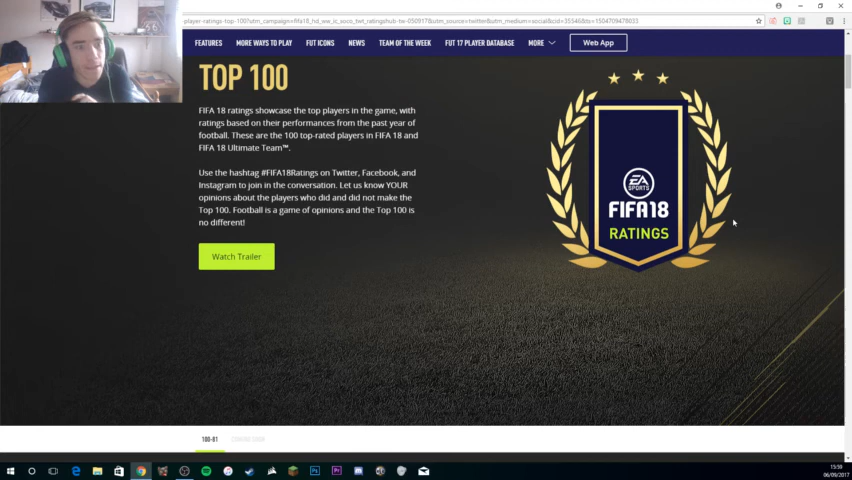 player-ratings-top-100?utm_campaign=fifa18_hd_ww_ic_soco_twt_ratingshub-tw-050917&utm_source=twitter&utm_medium=social&cid=35546&ts=1504709478033
FEATURES MORE WAYS TO PLAY FUT ICONS NEWS TEAM OF THE WEEK FUT 17 PLAYER DATABASE MORE Web App
TOP 100
FIFA 18 ratings showcase the top players in the game, with
ratings based on their performances from the past year of
football. These are the 100 top-rated players in FIFA 18 and
FIFA 18 Ultimate Team™.
Use the hashtag #FIFA18Ratings on Twitter, Facebook, and
Instagram to join in the conversation. Let us know YOUR
opinions about the players who did and did not make the
Top 100. Football is a game of opinions and the Top 100 is
no different!
Watch Trailer
EA
SPORTS
FIFA18
RATINGS
100-81 COMING SOON
15:59
06/09/2017